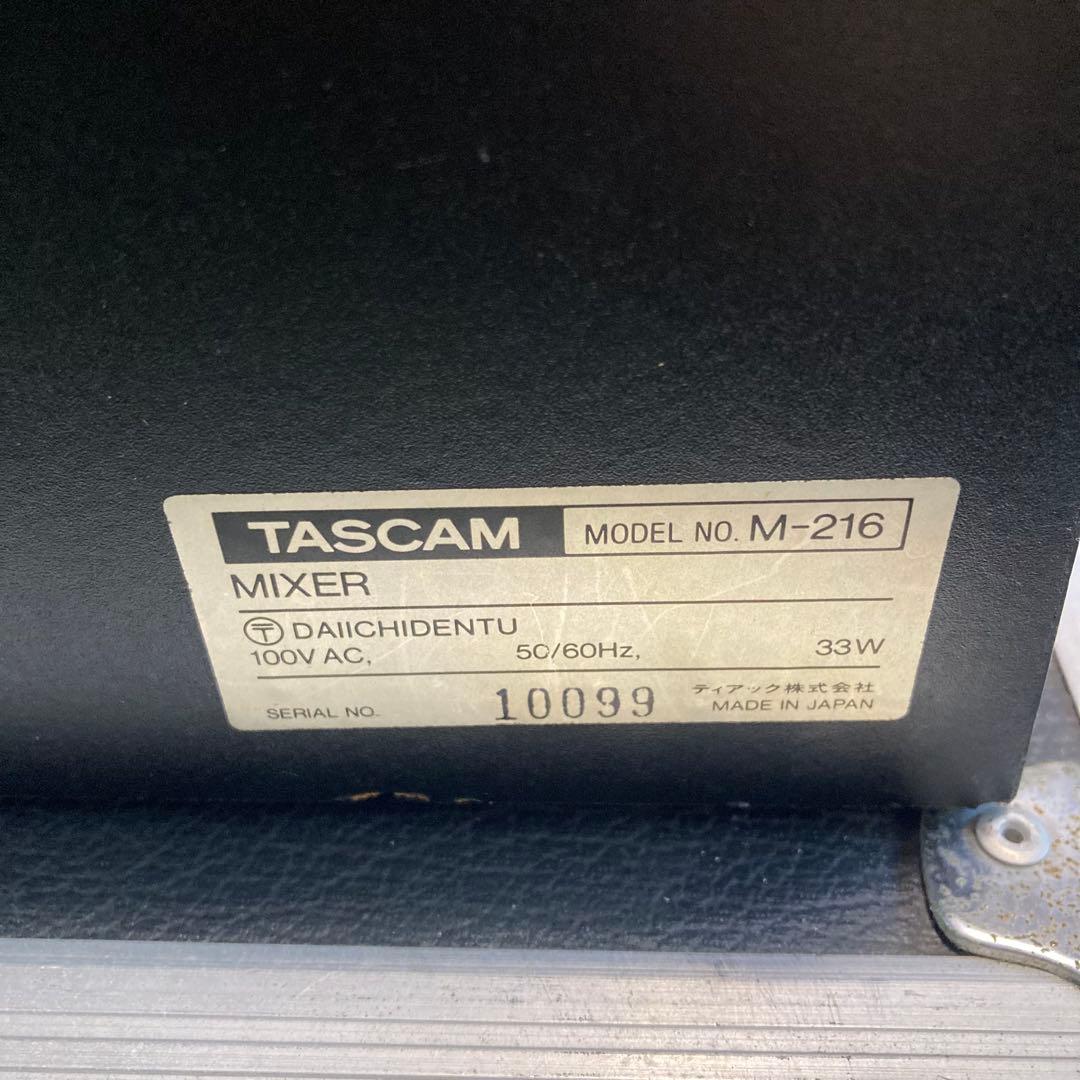 TASCAM MODEL NO. M-216
MIXER
〒 DAIICHIDENTU
100V AC, 50/60Hz, 33W
SERIAL NO. 10099 ティアック株式会社
MADE IN JAPAN